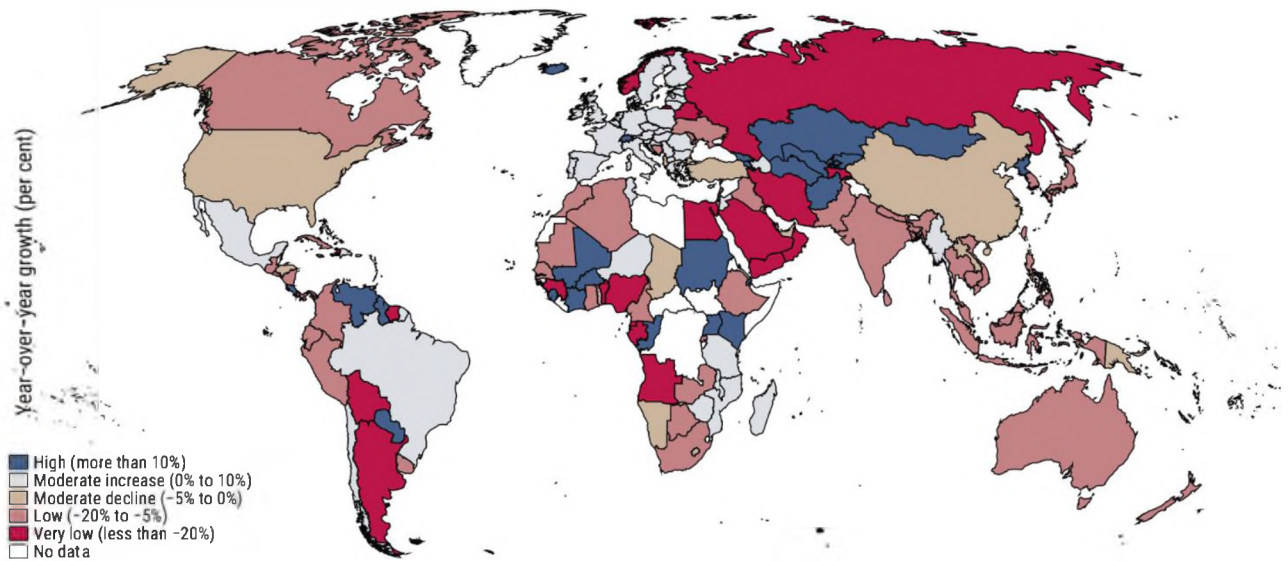 Year-over-year growth (per cent)
High (more than 10%)
Moderate increase (0% to 10%)
Moderate decline (−5% to 0%)
Low (−20% to −5%)
Very low (less than −20%)
No data